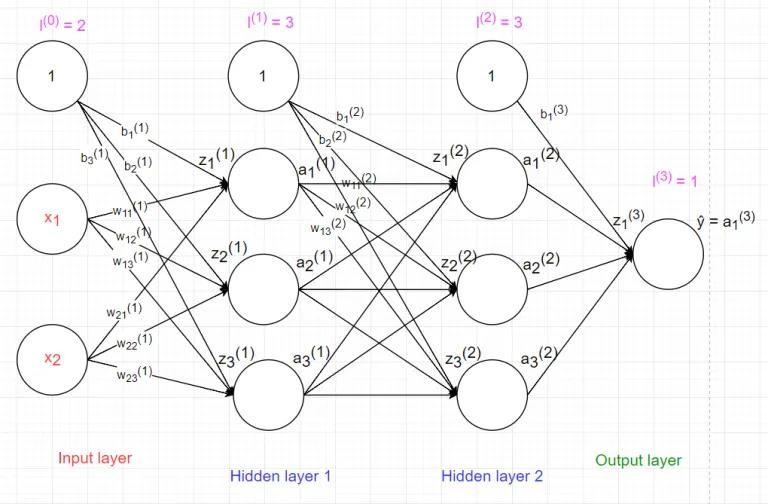 l⁽⁰⁾ = 2
l⁽¹⁾ = 3
l⁽²⁾ = 3
1
1
1
b₁⁽¹⁾
b₂⁽¹⁾
b₃⁽¹⁾
b₁⁽²⁾
b₂⁽²⁾
b₁⁽³⁾
z₁⁽¹⁾
a₁⁽¹⁾
z₁⁽²⁾
a₁⁽²⁾
l⁽³⁾ = 1
x₁
w₁₁⁽¹⁾
w₁₂⁽¹⁾
w₁₃⁽¹⁾
w₁₁⁽²⁾
w₁₂⁽²⁾
w₁₃⁽²⁾
z₁⁽³⁾
ŷ = a₁⁽³⁾
z₂⁽¹⁾
a₂⁽¹⁾
z₂⁽²⁾
a₂⁽²⁾
x₂
w₂₁⁽¹⁾
w₂₂⁽¹⁾
w₂₃⁽¹⁾
z₃⁽¹⁾
a₃⁽¹⁾
z₃⁽²⁾
a₃⁽²⁾
Input layer
Hidden layer 1
Hidden layer 2
Output layer